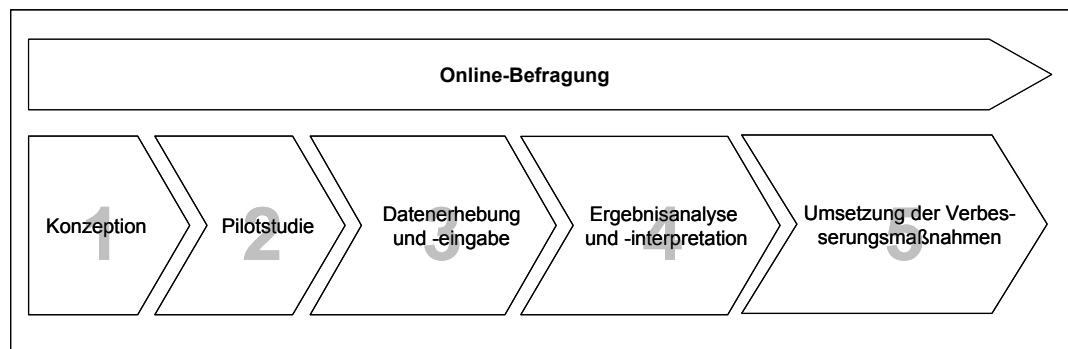 Online-Befragung
1
Konzeption
2
Pilotstudie
3
Datenerhebung
und -eingabe
4
Ergebnisanalyse
und -interpretation
5
Umsetzung der Verbes-
serungsmaßnahmen